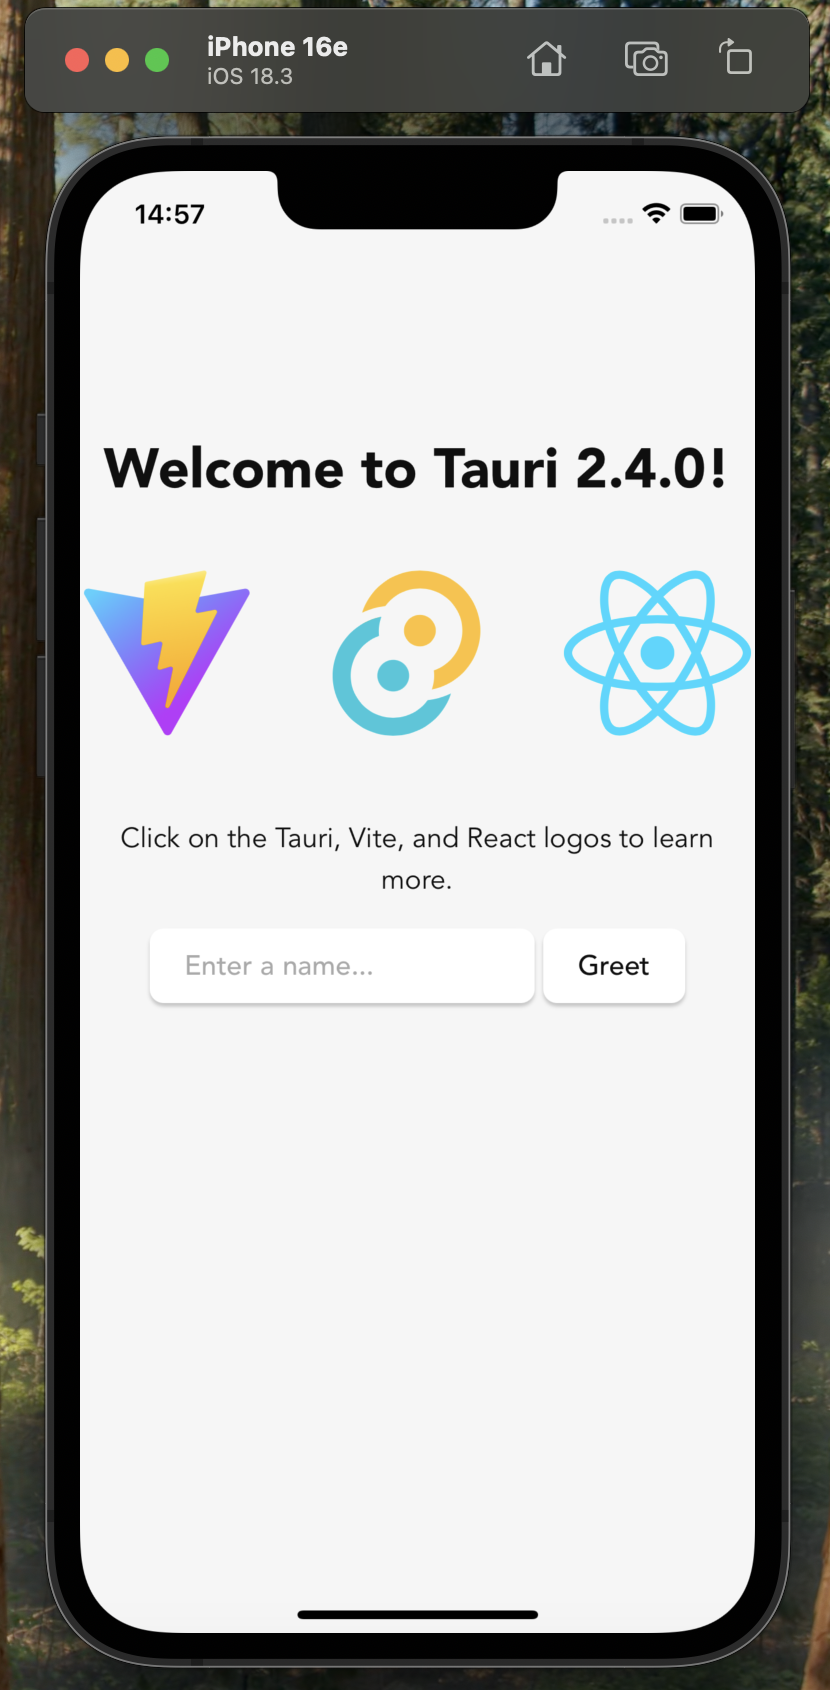 iPhone 16e
iOS 18.3
14:57
Welcome to Tauri 2.4.0!
Click on the Tauri, Vite, and React logos to learn
more.
Enter a name...
Greet